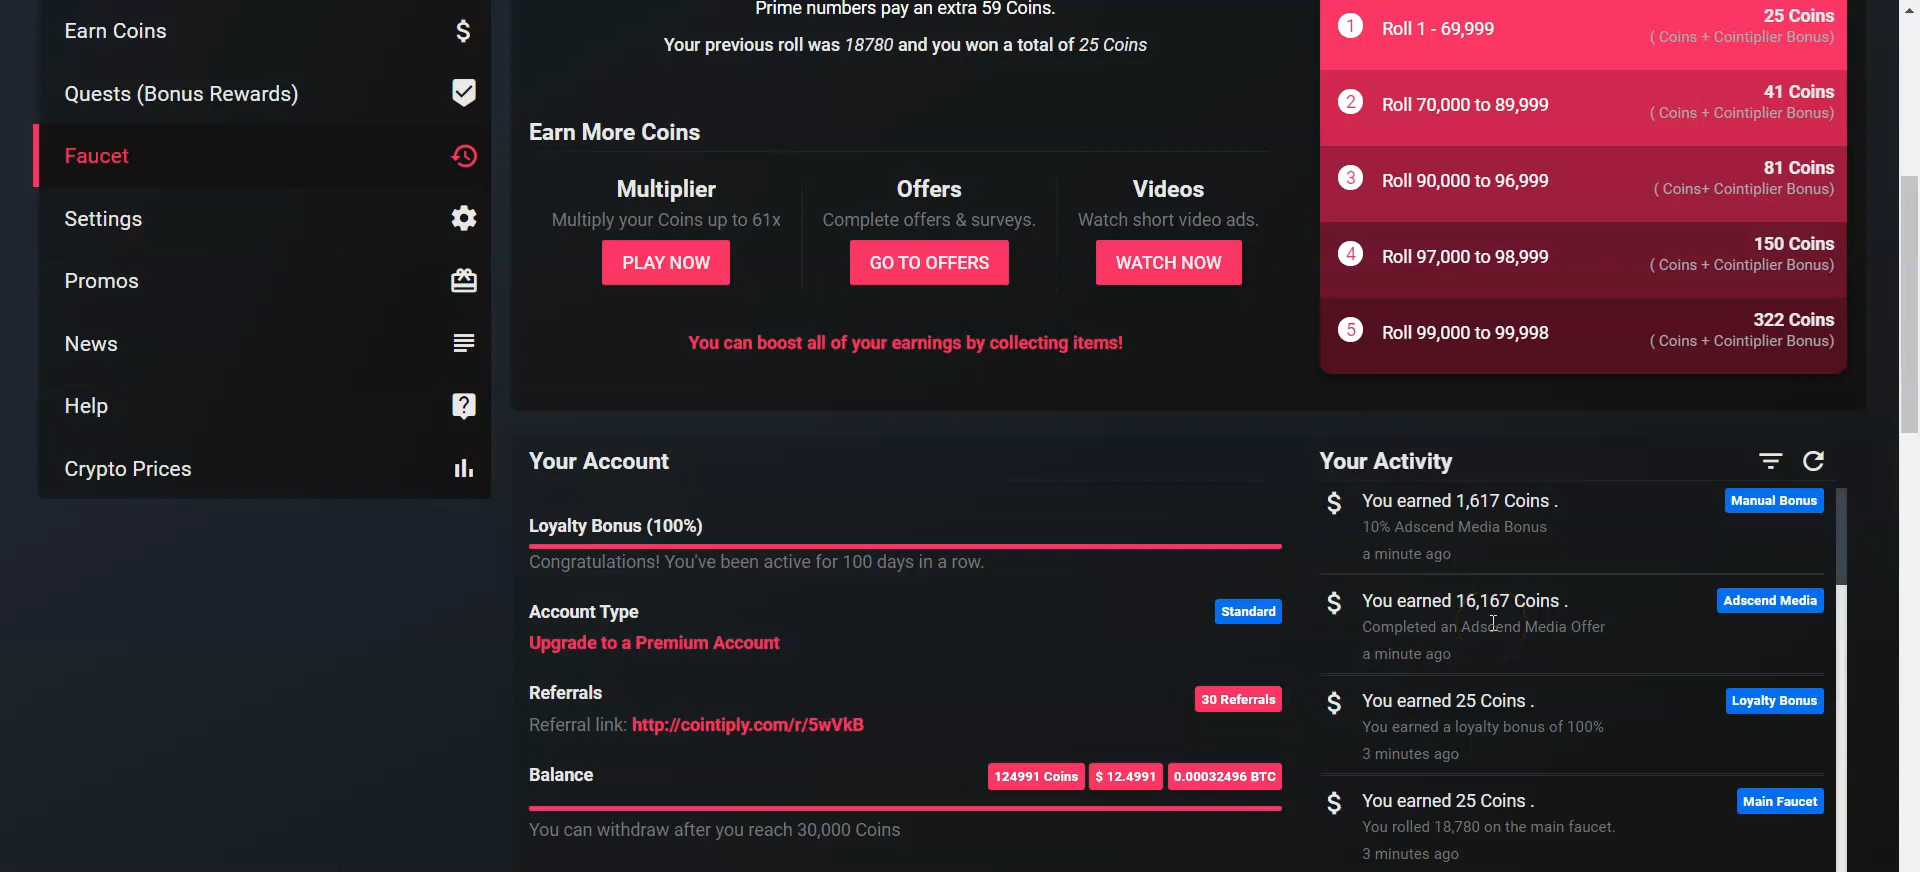 Earn Coins
Quests (Bonus Rewards)
Faucet
Settings
Promos
News
Help
Crypto Prices
Prime numbers pay an extra 59 Coins.
Your previous roll was 18780 and you won a total of 25 Coins
Earn More Coins
Multiplier
Multiply your Coins up to 61x
PLAY NOW
Offers
Complete offers & surveys.
GO TO OFFERS
Videos
Watch short video ads.
WATCH NOW
You can boost all of your earnings by collecting items!
1 Roll 1 - 69,999 25 Coins
( Coins + Cointiplier Bonus)
2 Roll 70,000 to 89,999 41 Coins
( Coins + Cointiplier Bonus)
3 Roll 90,000 to 96,999 81 Coins
( Coins+ Cointiplier Bonus)
4 Roll 97,000 to 98,999 150 Coins
( Coins + Cointiplier Bonus)
5 Roll 99,000 to 99,998 322 Coins
( Coins + Cointiplier Bonus)
Your Account
Loyalty Bonus (100%)
Congratulations! You've been active for 100 days in a row.
Account Type Standard
Upgrade to a Premium Account
Referrals 30 Referrals
Referral link: http://cointiply.com/r/5wVkB
Balance 124991 Coins $ 12.4991 0.00032496 BTC
You can withdraw after you reach 30,000 Coins
Your Activity
$ You earned 1,617 Coins . Manual Bonus
10% Adscend Media Bonus
a minute ago
$ You earned 16,167 Coins . Adscend Media
Completed an Adscend Media Offer
a minute ago
$ You earned 25 Coins . Loyalty Bonus
You earned a loyalty bonus of 100%
3 minutes ago
$ You earned 25 Coins . Main Faucet
You rolled 18,780 on the main faucet.
3 minutes ago